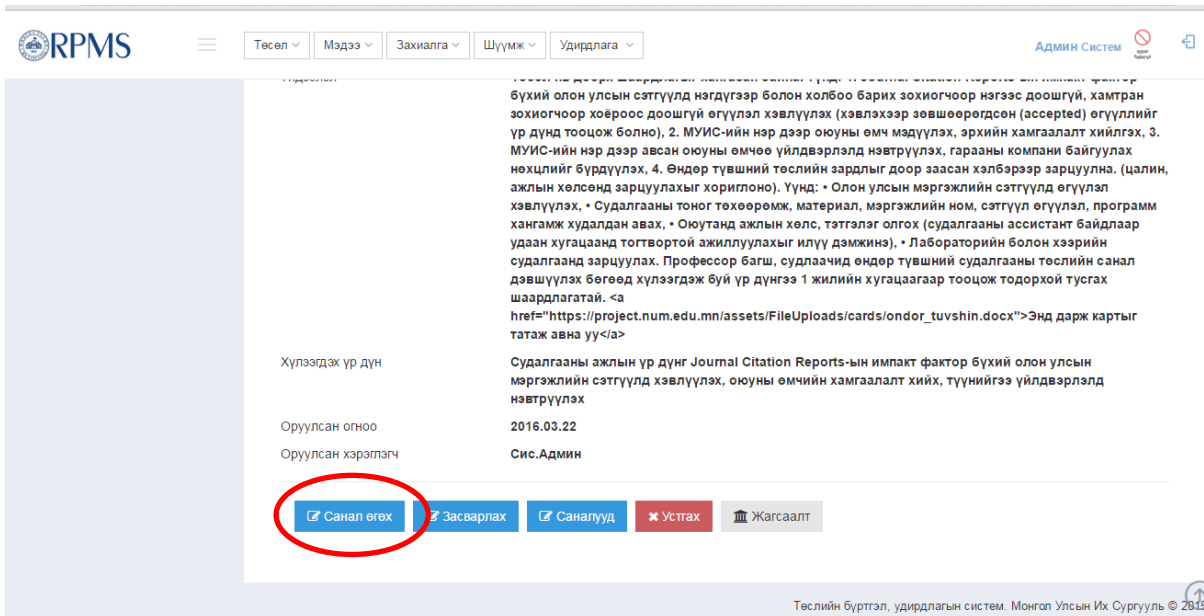 RPMS
Төсөл Мэдээ Захиалга Шүүмж Удирдлага Админ Систем
бүхий олон улсын сэтгүүлд нэгдүгээр болон холбоо барих зохиогчоор нэгээс доошгүй, хамтран
зохиогчоор хоёроос доошгүй өгүүлэл хэвлүүлэх (хэвлэхээр зөвшөөрөгдсөн (accepted) өгүүллийг
үр дүнд тооцож болно), 2. МУИС-ийн нэр дээр оюуны өмч мэдүүлэх, эрхийн хамгаалалт хийлгэх, 3.
МУИС-ийн нэр дээр авсан оюуны өмчөө үйлдвэрлэлд нэвтрүүлэх, гарааны компани байгуулах
нөхцлийг бүрдүүлэх, 4. Өндөр түвшний төслийн зардлыг доор заасан хэлбэрээр зарцуулна. (цалин,
ажлын хөлсөнд зарцуулахыг хориглоно). Үүнд: • Олон улсын мэргэжлийн сэтгүүлд өгүүлэл
хэвлүүлэх, • Судалгааны тоног төхөөрөмж, материал, мэргэжлийн ном, сэтгүүл өгүүлэл, программ
хангамж худалдан авах, • Оюутанд ажлын хөлс, тэтгэлэг олгох (судалгааны ассистант байдлаар
удаан хугацаанд тогтвортой ажиллуулахыг илүү дэмжинэ), • Лабораторийн болон хээрийн
судалгаанд зарцуулах. Профессор багш, судлаачид өндөр түвшний судалгааны төслийн санал
дэвшүүлэх бөгөөд хүлээгдэж буй үр дүнгээ 1 жилийн хугацаагаар тооцож тодорхой тусгах
шаардлагатай. <a
href="https://project.num.edu.mn/assets/FileUploads/cards/ondor_tuvshin.docx">Энд дарж картыг
татаж авна уу</a>
Хүлээгдэх үр дүн
Судалгааны ажлын үр дүнг Journal Citation Reports-ын импакт фактор бүхий олон улсын
мэргэжлийн сэтгүүлд хэвлүүлэх, оюуны өмчийн хамгаалалт хийх, түүнийгээ үйлдвэрлэлд
нэвтрүүлэх
Оруулсан огноо 2016.03.22
Оруулсан хэрэглэгч Сис.Админ
Санал өгөх Засварлах Саналууд Устгах Жагсаалт
Төслийн бүртгэл, удирдлагын систем. Монгол Улсын Их Сургууль ©